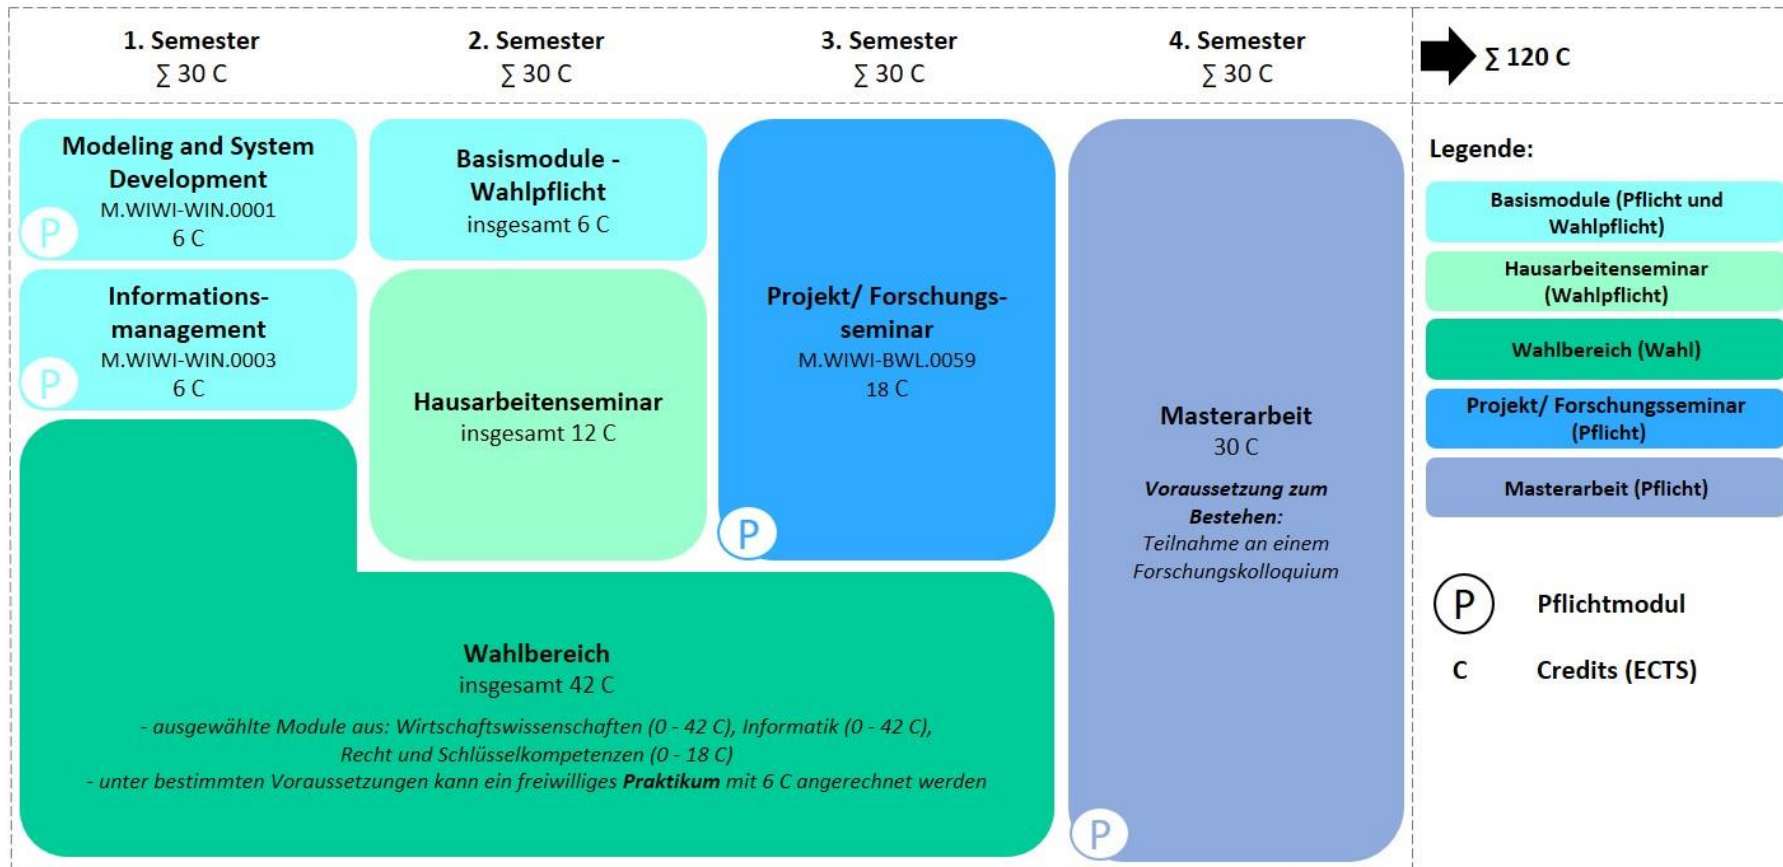 1. Semester
∑ 30 C
2. Semester
∑ 30 C
3. Semester
∑ 30 C
4. Semester
∑ 30 C
∑ 120 C
Modeling and System
Development
M.WIWI-WIN.0001
6 C
P
Informations-
management
M.WIWI-WIN.0003
6 C
P
Basismodule -
Wahlpflicht
insgesamt 6 C
Hausarbeitenseminar
insgesamt 12 C
Projekt/ Forschungs-
seminar
M.WIWI-BWL.0059
18 C
P
Masterarbeit
30 C
Voraussetzung zum
Bestehen:
Teilnahme an einem
Forschungskolloquium
P
Wahlbereich
insgesamt 42 C
- ausgewählte Module aus: Wirtschaftswissenschaften (0 - 42 C), Informatik (0 - 42 C),
Recht und Schlüsselkompetenzen (0 - 18 C)
- unter bestimmten Voraussetzungen kann ein freiwilliges Praktikum mit 6 C angerechnet werden
Legende:
Basismodule (Pflicht und
Wahlpflicht)
Hausarbeitenseminar
(Wahlpflicht)
Wahlbereich (Wahl)
Projekt/ Forschungsseminar
(Pflicht)
Masterarbeit (Pflicht)
P Pflichtmodul
C Credits (ECTS)